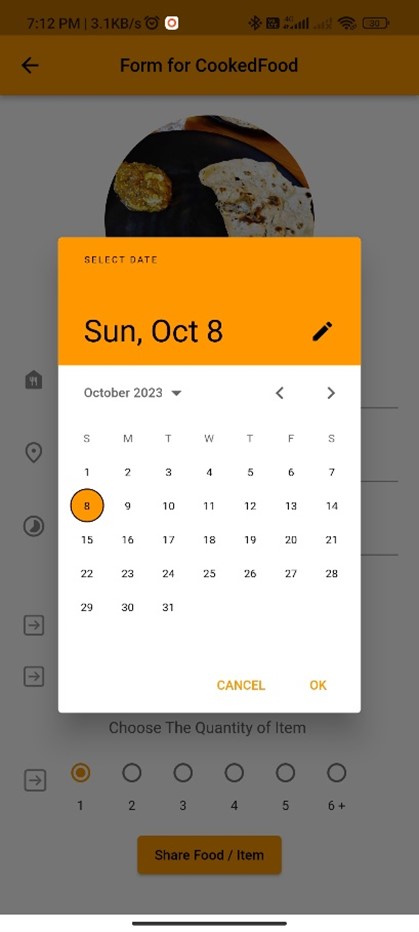 7:12 PM | 3.1KB/s
4G
80
Form for CookedFood
SELECT DATE
Sun, Oct 8
October 2023
S M T W T F S
1 2 3 4 5 6 7
8 9 10 11 12 13 14
15 16 17 18 19 20 21
22 23 24 25 26 27 28
29 30 31
CANCEL OK
Choose The Quantity of Item
1 2 3 4 5 6 +
Share Food / Item